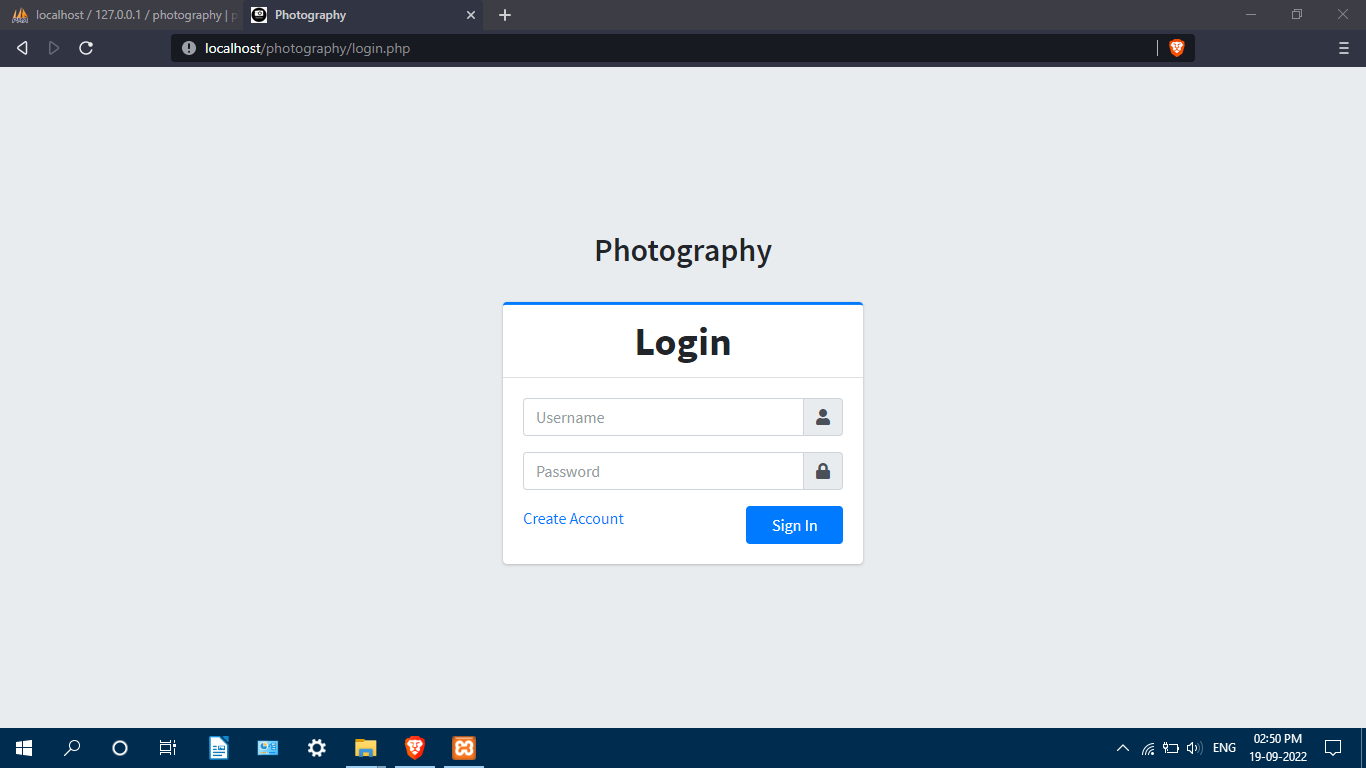 localhost / 127.0.0.1 / photography |
Photography
localhost/photography/login.php
Photography
Login
Username
Password
Create Account
Sign In
ENG
02:50 PM
19-09-2022